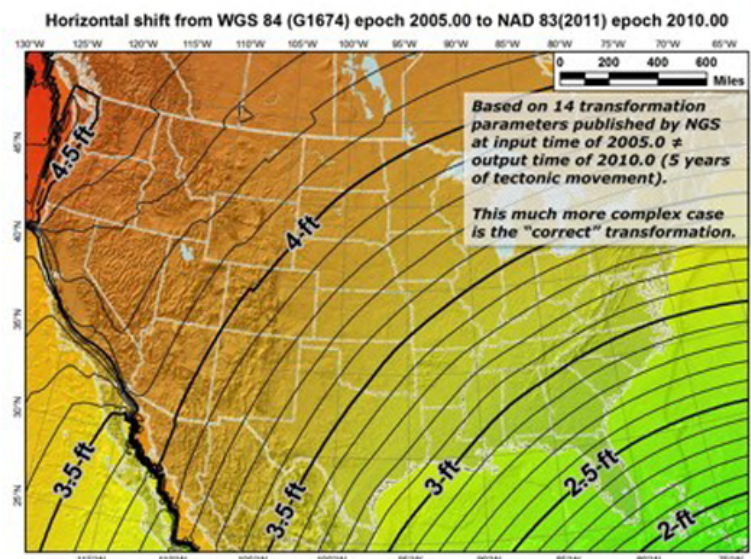 Horizontal shift from WGS 84 (G1674) epoch 2005.00 to NAD 83(2011) epoch 2010.00
130°W 125°W 120°W 115°W 110°W 105°W 100°W 95°W 90°W 85°W 80°W 75°W 70°W 65°W
0 100 200 400 600
Miles
Based on 14 transformation
parameters published by NGS
at input time of 2005.0 ≠
output time of 2010.0 (5 years
of tectonic movement).
This much more complex case
is the "correct" transformation.
45°N
4.5-ft
40°N
4-ft
35°N
30°N
25°N
3.5-ft
3.5-ft
3-ft
2.5-ft
2-ft